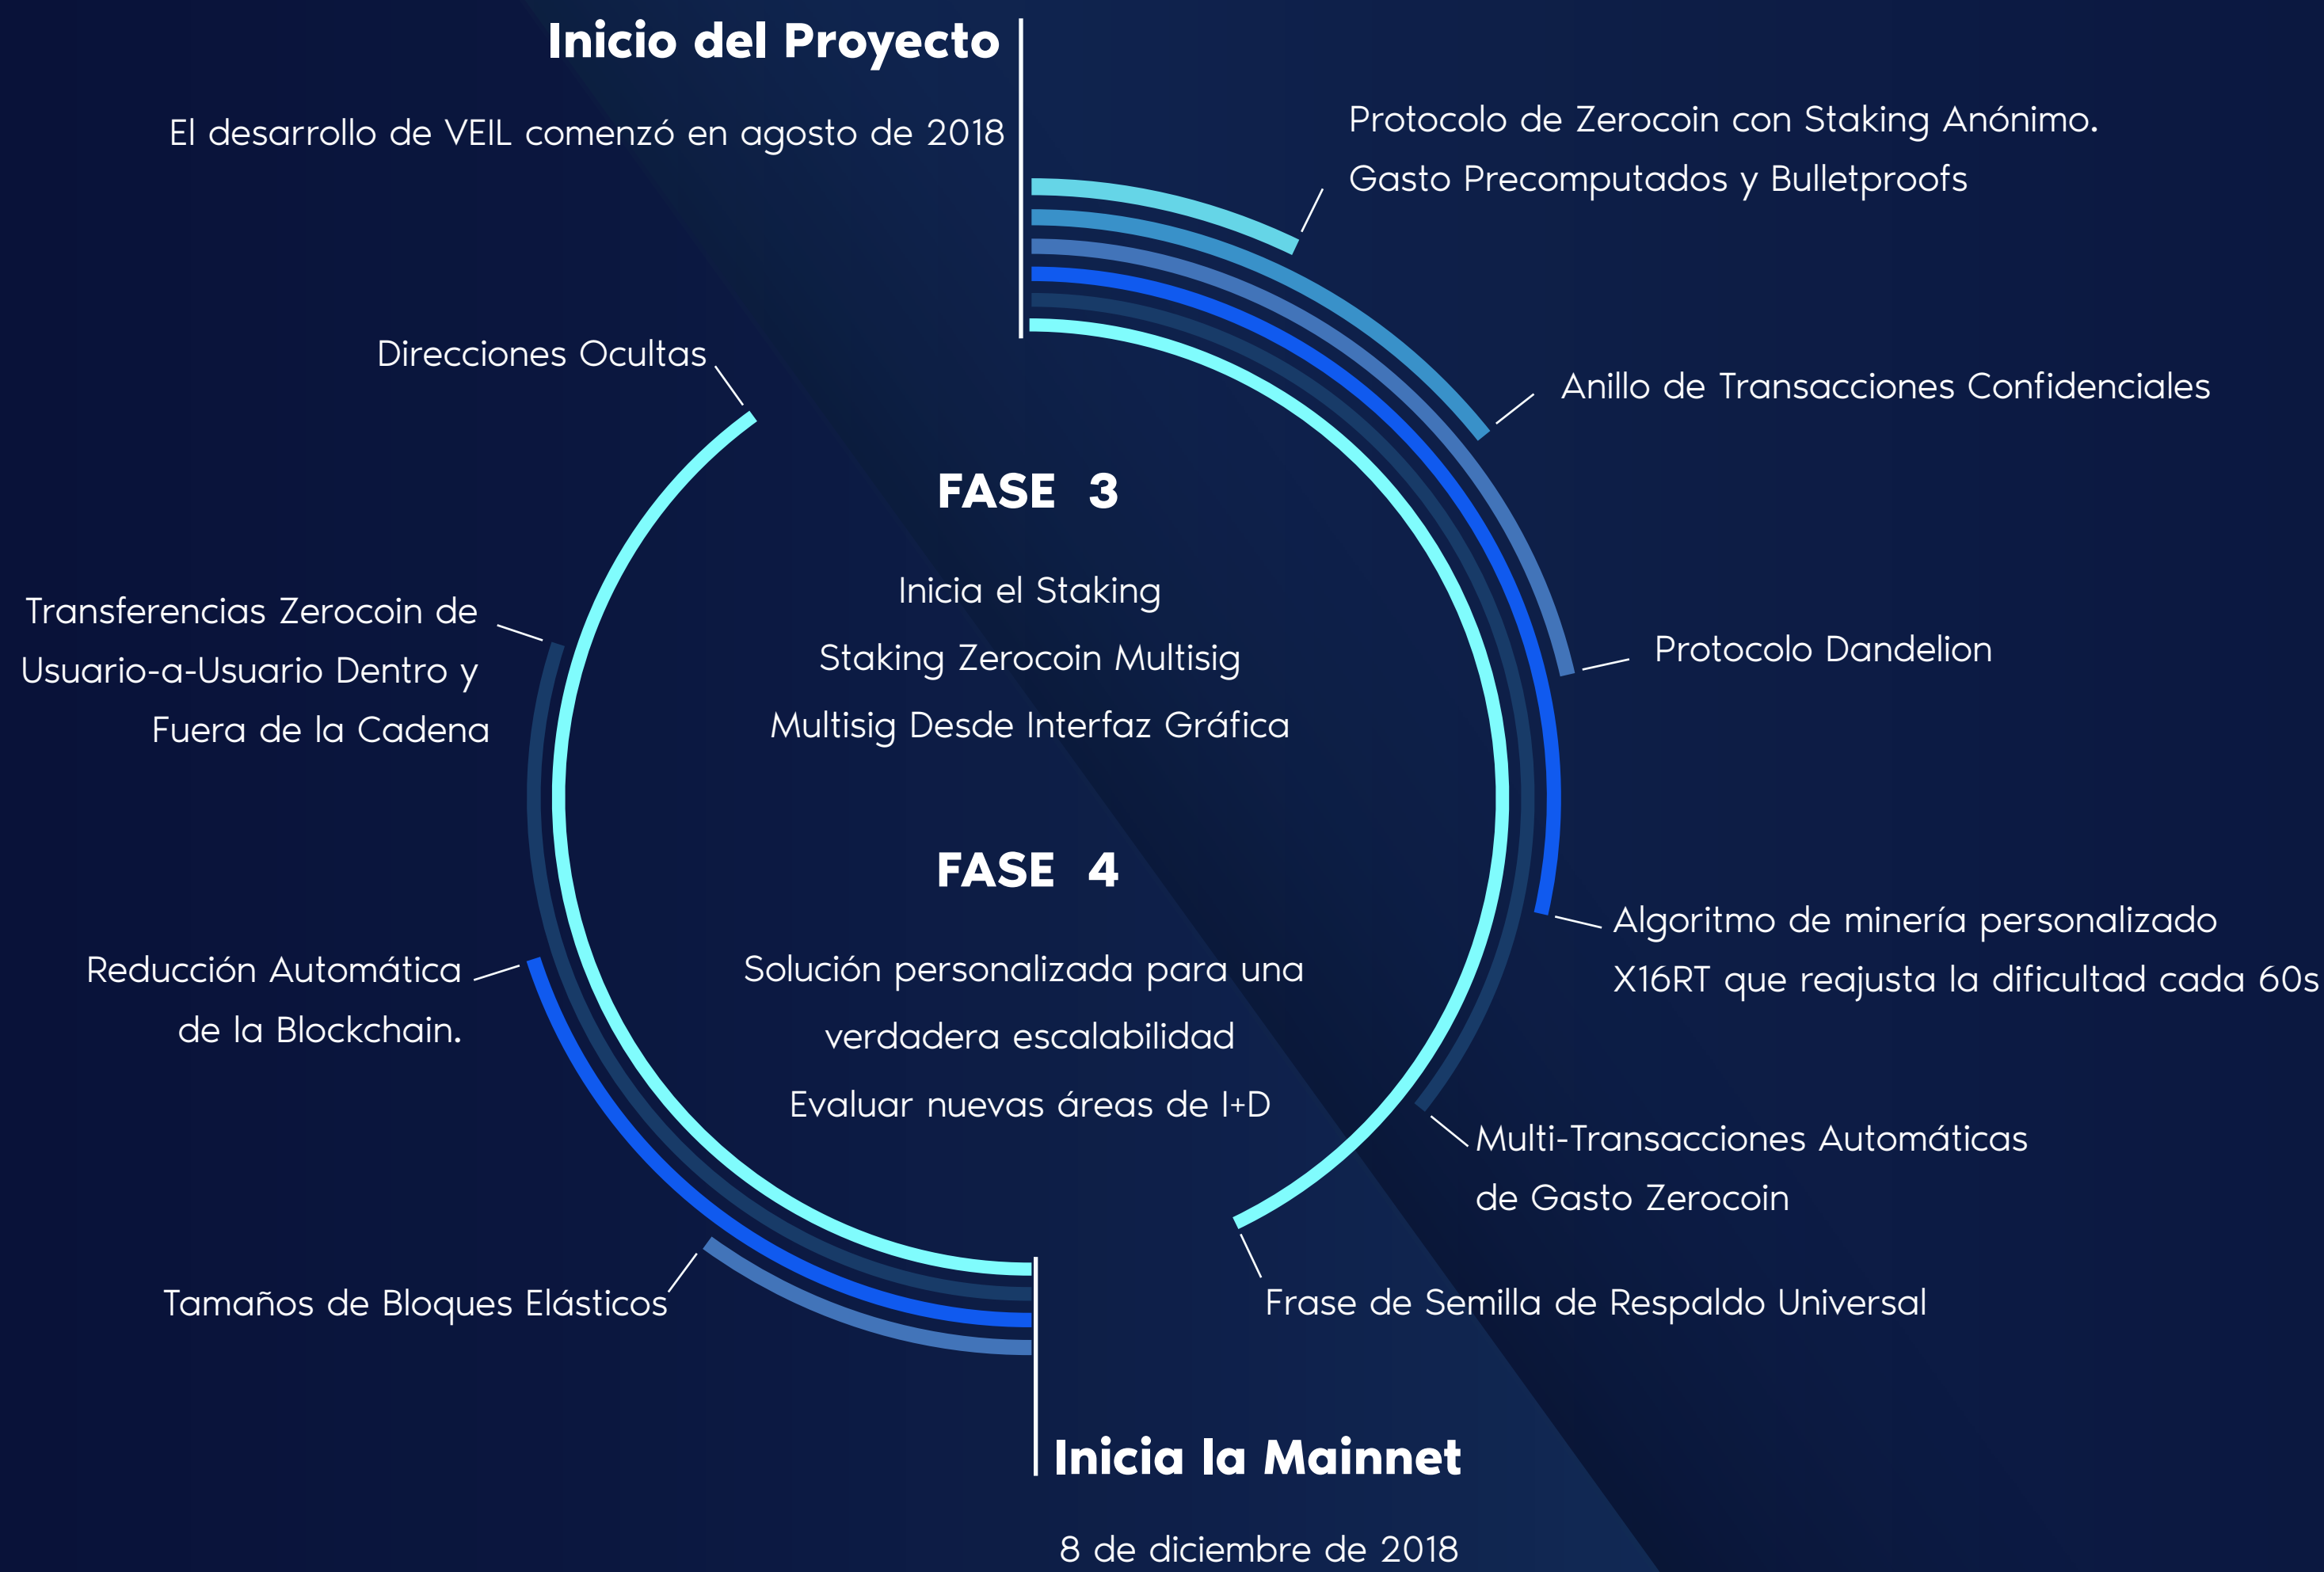 Inicio del Proyecto
El desarrollo de VEIL comenzó en agosto de 2018
Protocolo de Zerocoin con Staking Anónimo.
Gasto Precomputados y Bulletproofs
Anillo de Transacciones Confidenciales
Protocolo Dandelion
Algoritmo de minería personalizado
X16RT que reajusta la dificultad cada 60s
Multi-Transacciones Automáticas
de Gasto Zerocoin
Frase de Semilla de Respaldo Universal
Inicia la Mainnet
8 de diciembre de 2018
Tamaños de Bloques Elásticos
Reducción Automática
de la Blockchain.
Transferencias Zerocoin de
Usuario-a-Usuario Dentro y
Fuera de la Cadena
Direcciones Ocultas
FASE 3
Inicia el Staking
Staking Zerocoin Multisig
Multisig Desde Interfaz Gráfica
FASE 4
Solución personalizada para una
verdadera escalabilidad
Evaluar nuevas áreas de I+D